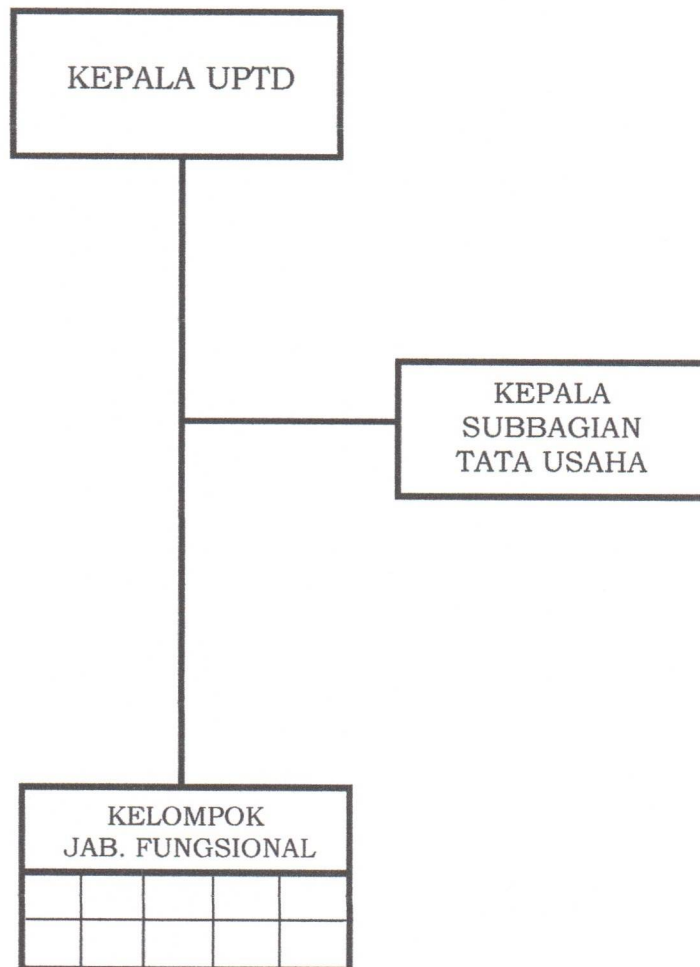 KEPALA UPTD
KEPALA
SUBBAGIAN
TATA USAHA
KELOMPOK
JAB. FUNGSIONAL